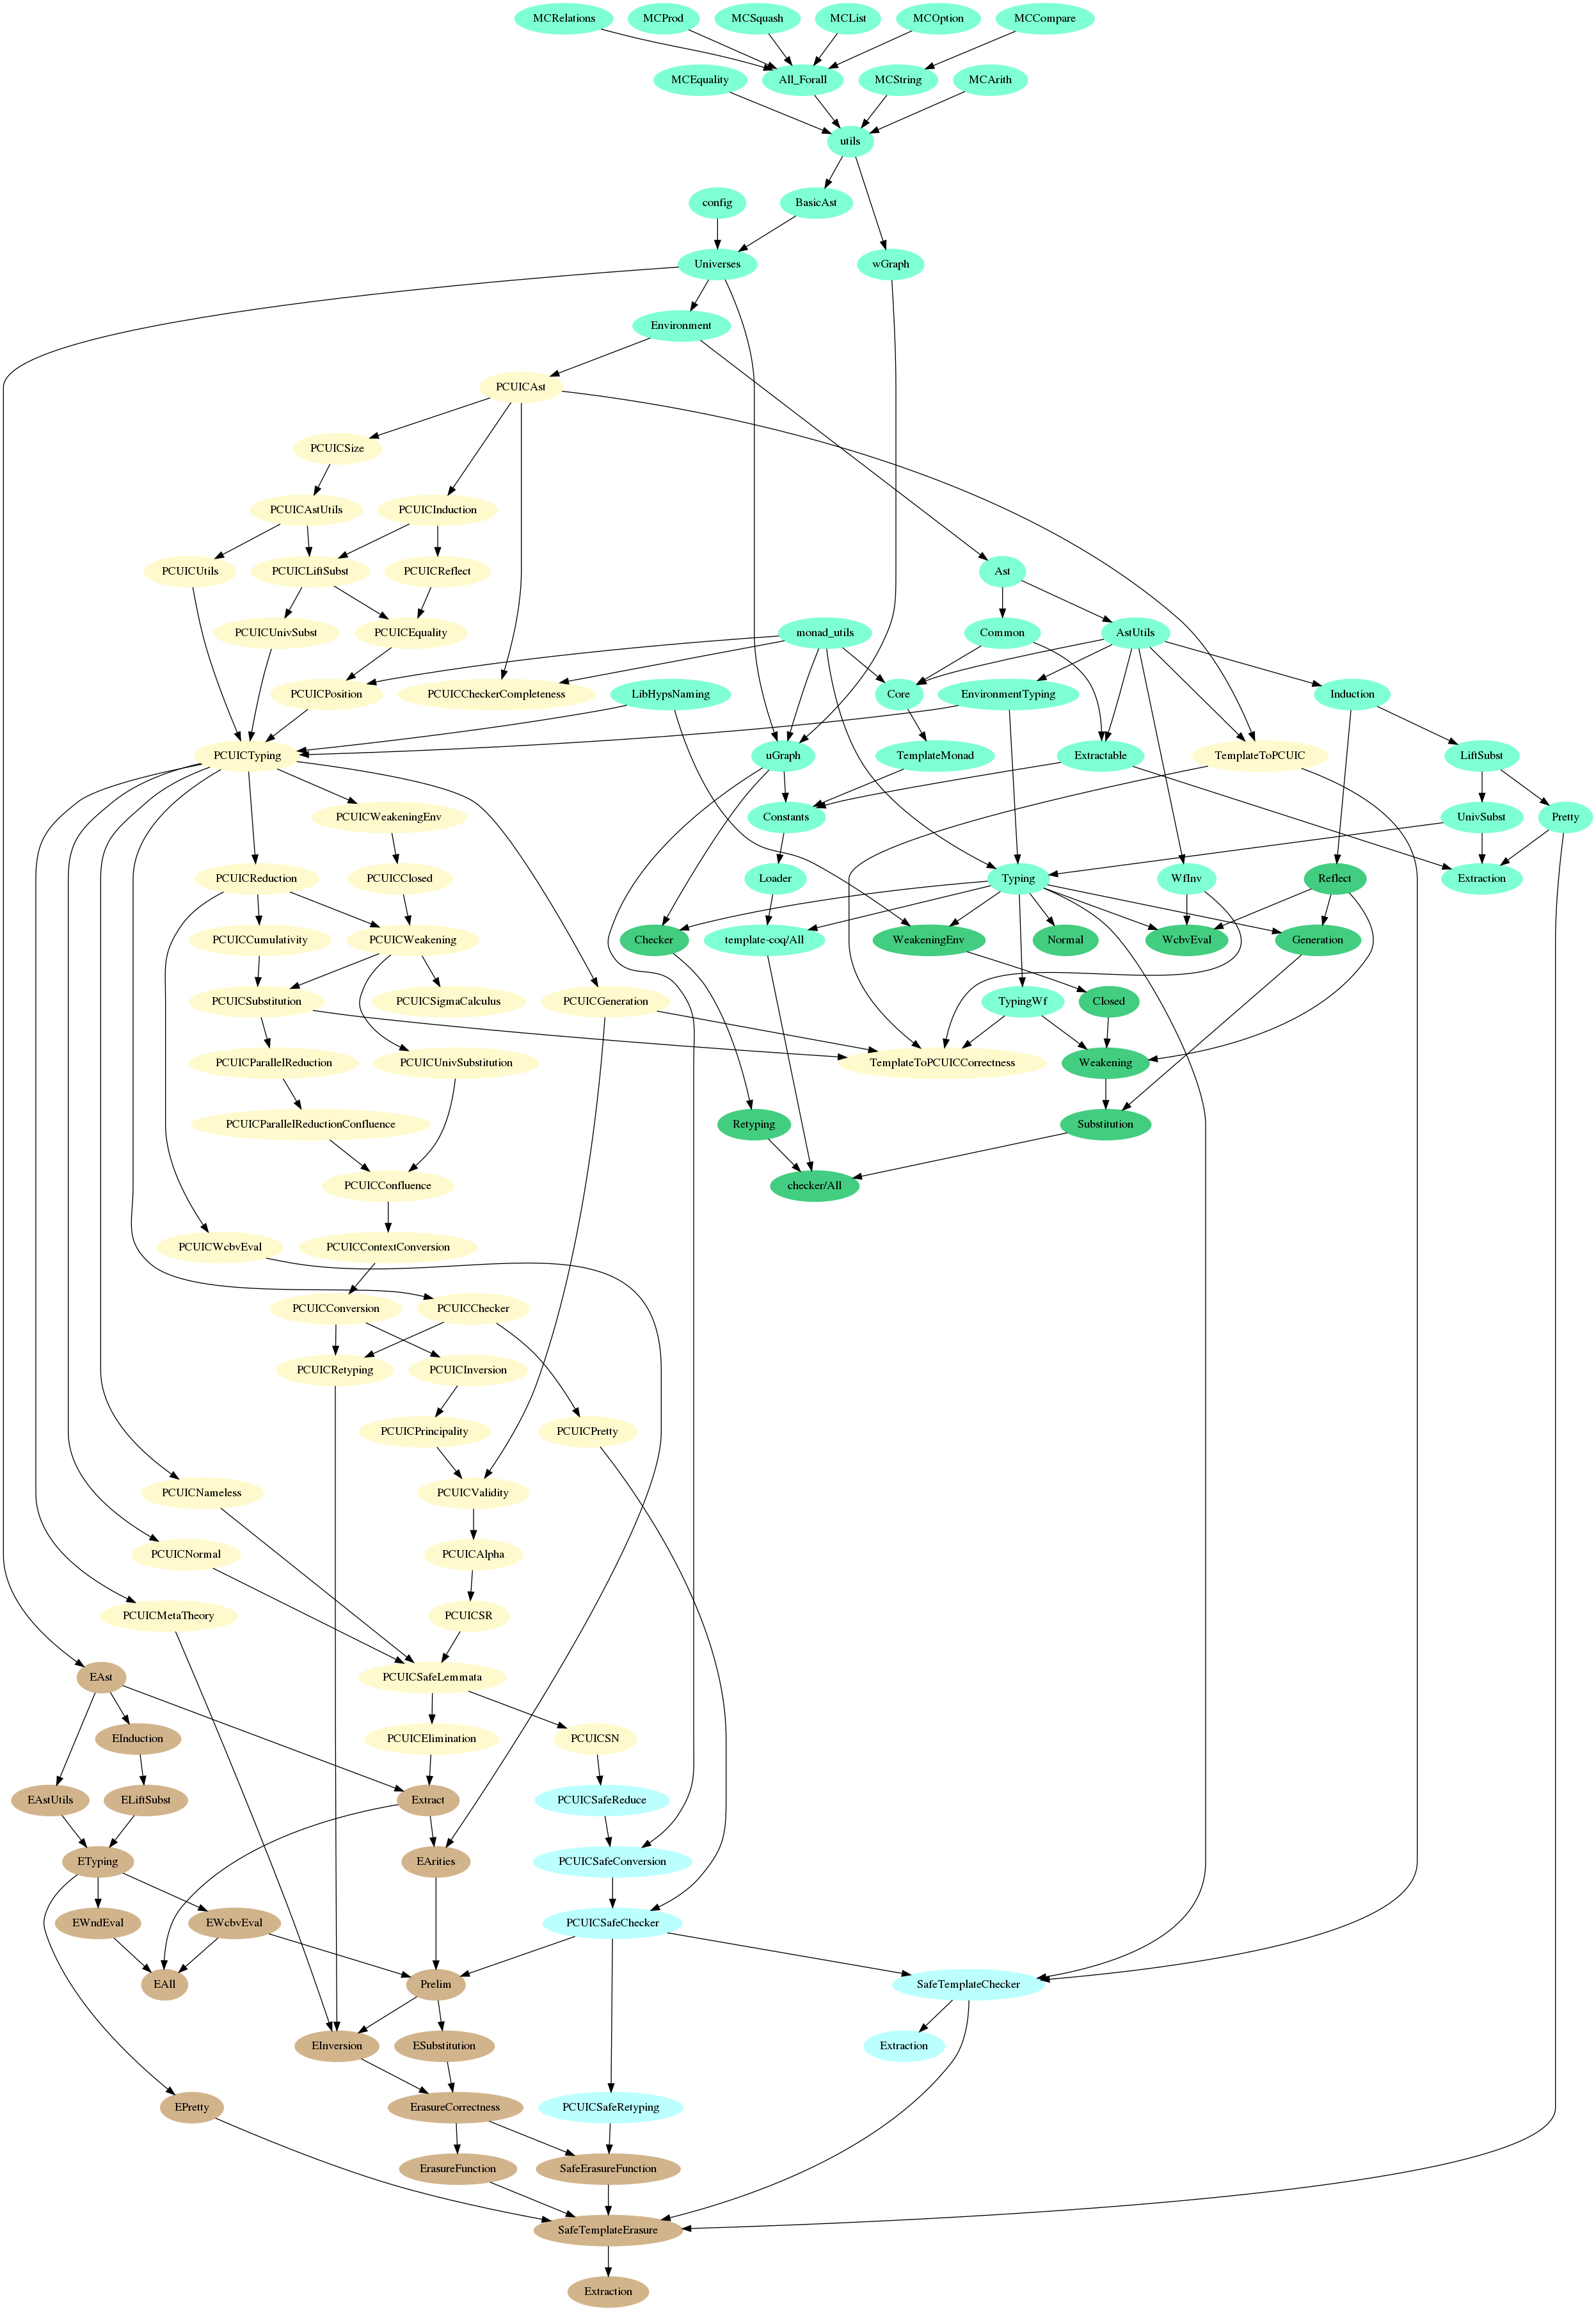 MCRelations
MCProd
MCSquash
MCList
MCOption
MCCompare
MCEquality
All_Forall
MCString
MCArith
utils
config
BasicAst
Universes
wGraph
Environment
PCUICAst
PCUICSize
PCUICAstUtils
PCUICInduction
PCUICUtils
PCUICLiftSubst
PCUICReflect
Ast
PCUICUnivSubst
PCUICEquality
monad_utils
Common
AstUtils
PCUICPosition
PCUICCheckerCompleteness
LibHypsNaming
Core
EnvironmentTyping
Induction
PCUICTyping
uGraph
TemplateMonad
Extractable
TemplateToPCUIC
LiftSubst
PCUICWeakeningEnv
Constants
UnivSubst
Pretty
PCUICReduction
PCUICClosed
Loader
Typing
WfInv
Reflect
Extraction
PCUICCumulativity
PCUICWeakening
Checker
template-coq/All
WeakeningEnv
Normal
WcbvEval
Generation
PCUICSubstitution
PCUICSigmaCalculus
PCUICGeneration
TypingWf
Closed
PCUICParallelReduction
PCUICUnivSubstitution
TemplateToPCUICCorrectness
Weakening
PCUICParallelReductionConfluence
Retyping
Substitution
PCUICConfluence
checker/All
PCUICWcbvEval
PCUICContextConversion
PCUICConversion
PCUICChecker
PCUICRetyping
PCUICInversion
PCUICPrincipality
PCUICPretty
PCUICNameless
PCUICValidity
PCUICNormal
PCUICAlpha
PCUICMetaTheory
PCUICSR
EAst
PCUICSafeLemmata
EInduction
PCUICElimination
PCUICSN
EAstUtils
ELiftSubst
Extract
PCUICSafeReduce
ETyping
EArities
PCUICSafeConversion
EWndEval
EWcbvEval
PCUICSafeChecker
EAll
Prelim
SafeTemplateChecker
EInversion
ESubstitution
Extraction
EPretty
ErasureCorrectness
PCUICSafeRetyping
ErasureFunction
SafeErasureFunction
SafeTemplateErasure
Extraction